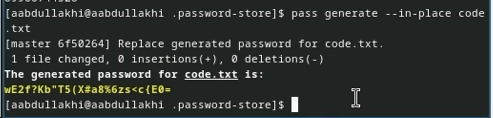 [aabdullakhi@aabdullakhi .password-store]$ pass generate --in-place code
.txt
[master 6f50264] Replace generated password for code.txt.
1 file changed, 0 insertions(+), 0 deletions(-)
The generated password for code.txt is:
wE2f?Kb"T5(X#a8%6zs<c{E0=
[aabdullakhi@aabdullakhi .password-store]$